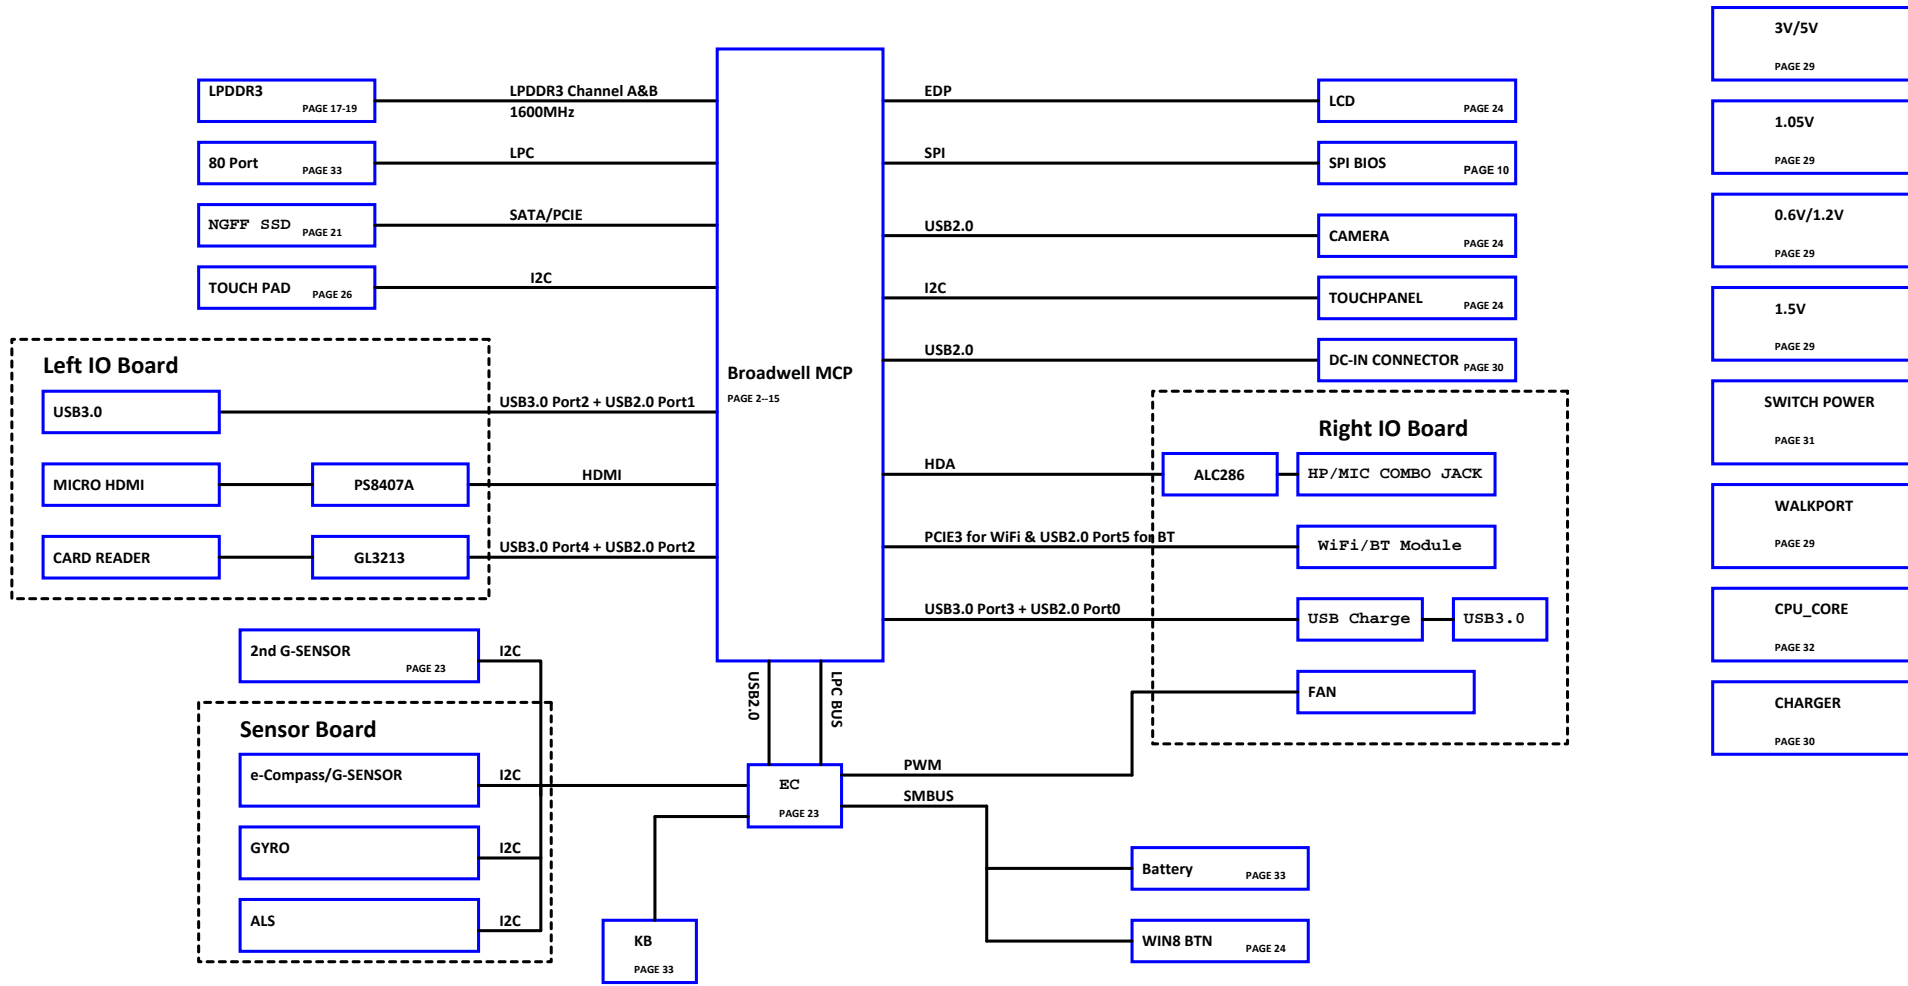 LPDDR3
PAGE 17-19
LPDDR3 Channel A&B
1600MHz
80 Port
PAGE 33
LPC
NGFF SSD
PAGE 21
SATA/PCIE
TOUCH PAD
PAGE 26
I2C
Left IO Board
USB3.0
USB3.0 Port2 + USB2.0 Port1
MICRO HDMI
PS8407A
HDMI
CARD READER
GL3213
USB3.0 Port4 + USB2.0 Port2
2nd G-SENSOR
PAGE 23
I2C
Sensor Board
e-Compass/G-SENSOR
I2C
GYRO
I2C
ALS
I2C
Broadwell MCP
PAGE 2--15
USB2.0
LPC BUS
EC
PAGE 23
KB
PAGE 33
EDP
LCD
PAGE 24
SPI
SPI BIOS
PAGE 10
USB2.0
CAMERA
PAGE 24
I2C
TOUCHPANEL
PAGE 24
USB2.0
DC-IN CONNECTOR
PAGE 30
Right IO Board
HDA
ALC286
HP/MIC COMBO JACK
PCIE3 for WiFi & USB2.0 Port5 for BT
WiFi/BT Module
USB3.0 Port3 + USB2.0 Port0
USB Charge
USB3.0
FAN
PWM
SMBUS
Battery
PAGE 33
WIN8 BTN
PAGE 24
3V/5V
PAGE 29
1.05V
PAGE 29
0.6V/1.2V
PAGE 29
1.5V
PAGE 29
SWITCH POWER
PAGE 31
WALKPORT
PAGE 29
CPU_CORE
PAGE 32
CHARGER
PAGE 30